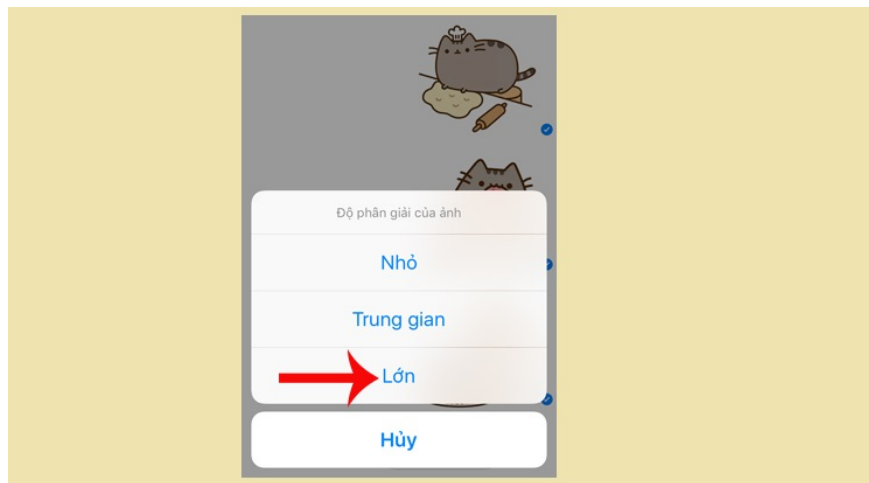 Độ phân giải của ảnh
Nhỏ
Trung gian
Lớn
Hủy